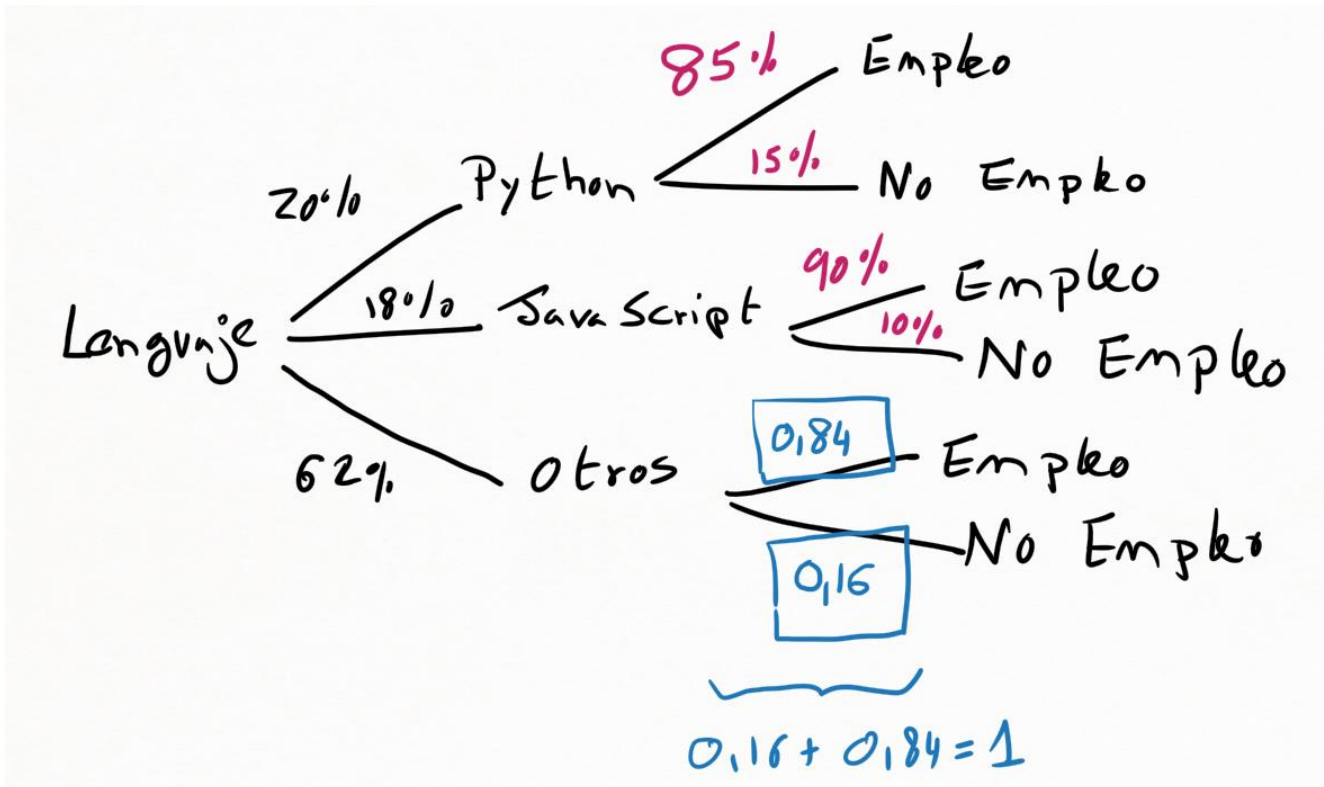 85% Empleo
15% No Empleo
20% Python
90% Empleo
18% JavaScript
10% No Empleo
Lenguaje
0,84 Empleo
62% Otros
0,16 No Empleo
0,16 + 0,84 = 1